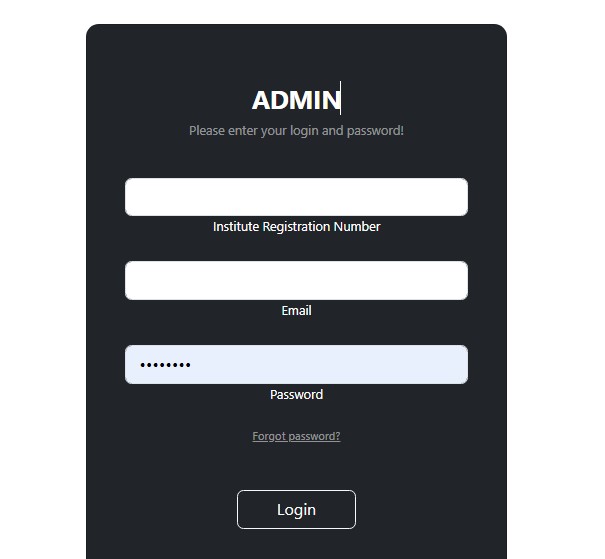 ADMIN
Please enter your login and password!
Institute Registration Number
Email
••••••••
Password
Forgot password?
Login